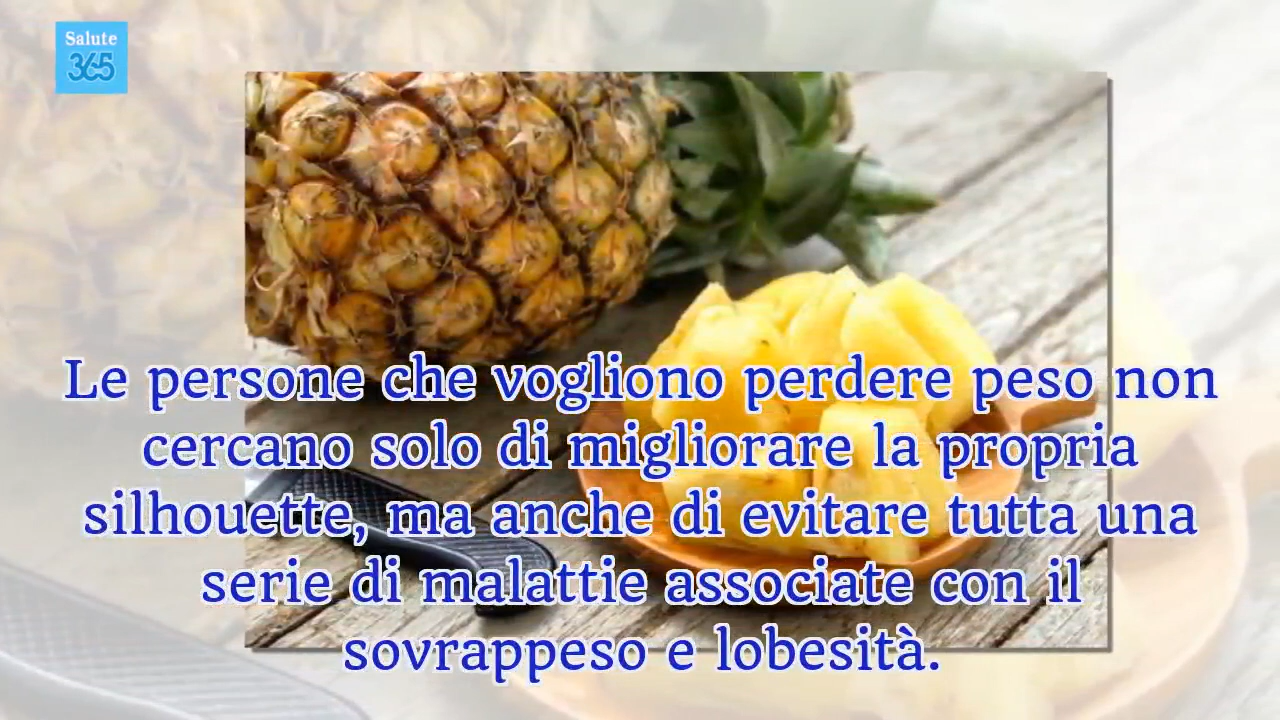 Salute
365
Le persone che vogliono perdere peso non
cercano solo di migliorare la propria
silhouette, ma anche di evitare tutta una
serie di malattie associate con il
sovrappeso e lobesità.